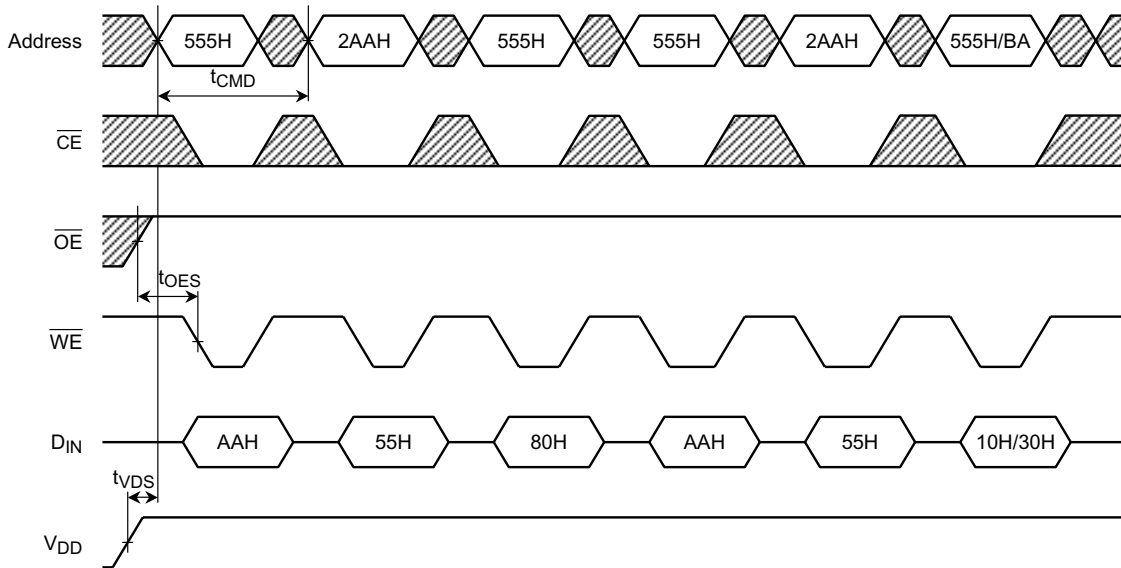 Address 555H 2AAH 555H 555H 2AAH 555H/BA
tCMD
CE
OE
tOES
WE
DIN AAH 55H 80H AAH 55H 10H/30H
tVDS
VDD